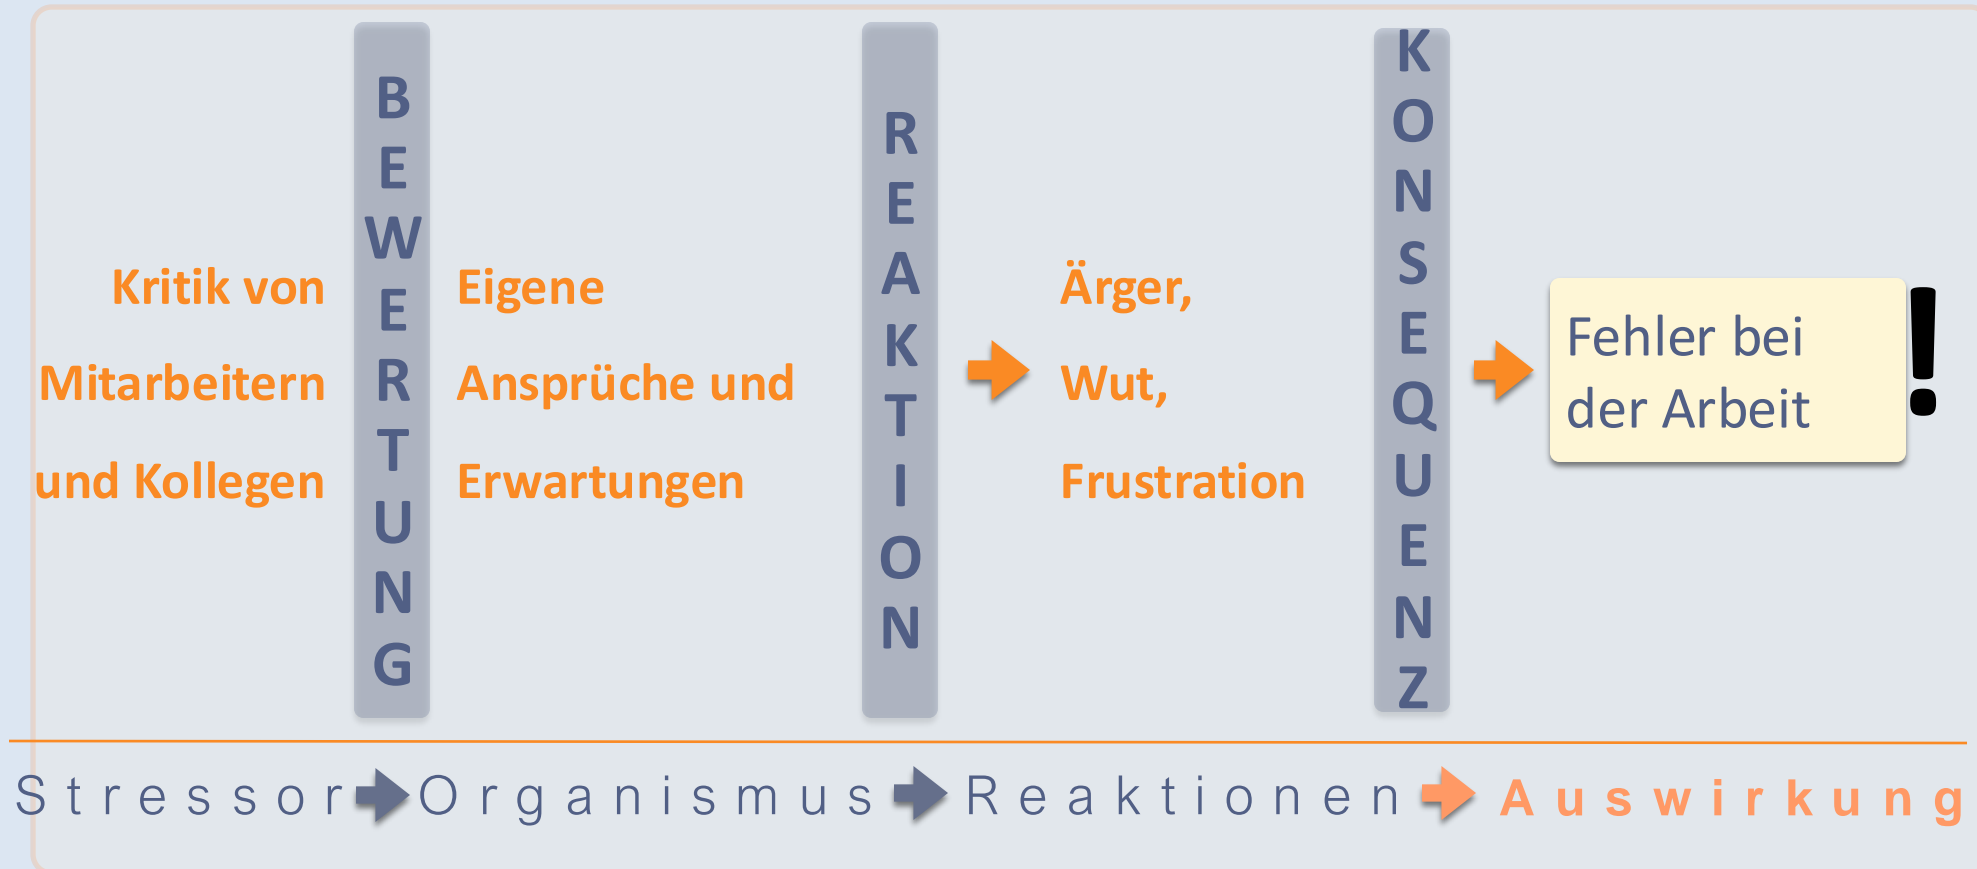 Kritik von
Mitarbeitern
und Kollegen
BEWERTUNG
Eigene
Ansprüche und
Erwartungen
REAKTION
Ärger,
Wut,
Frustration
KONSEQUENZ
Fehler bei
der Arbeit
!
Stressor Organismus Reaktionen Auswirkung